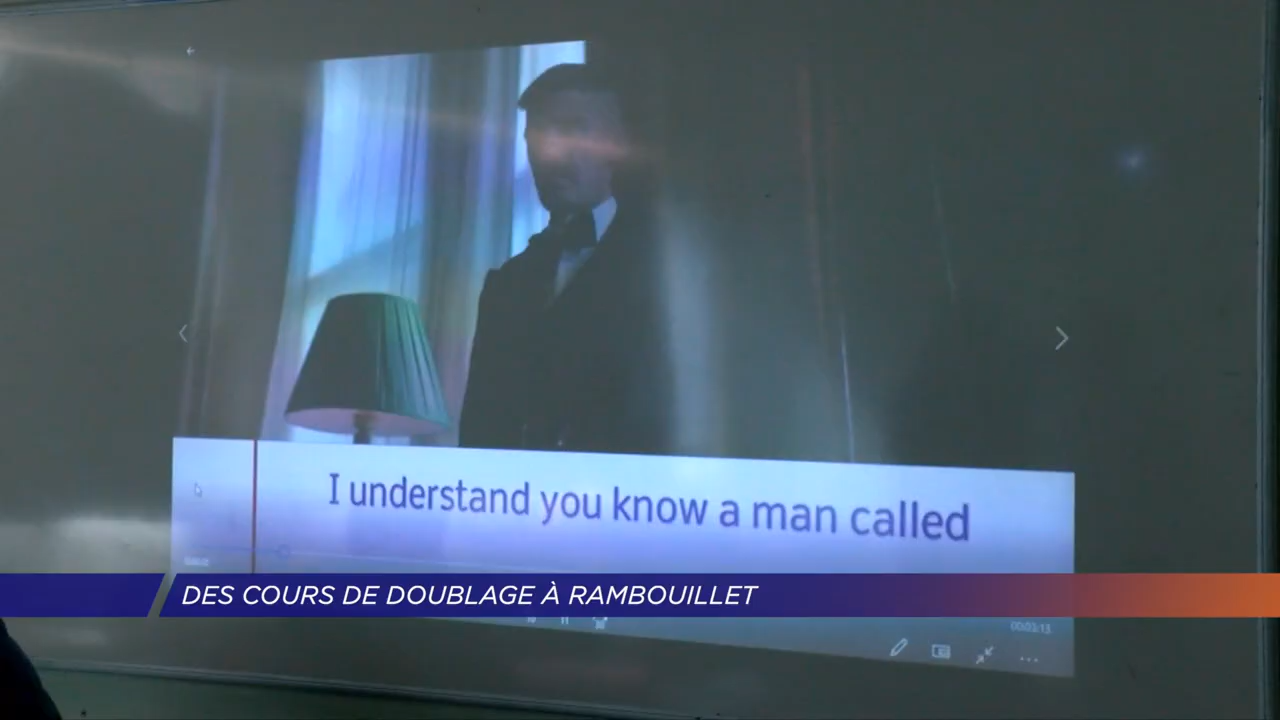 I understand you know a man called
DES COURS DE DOUBLAGE À RAMBOUILLET
00:02:13